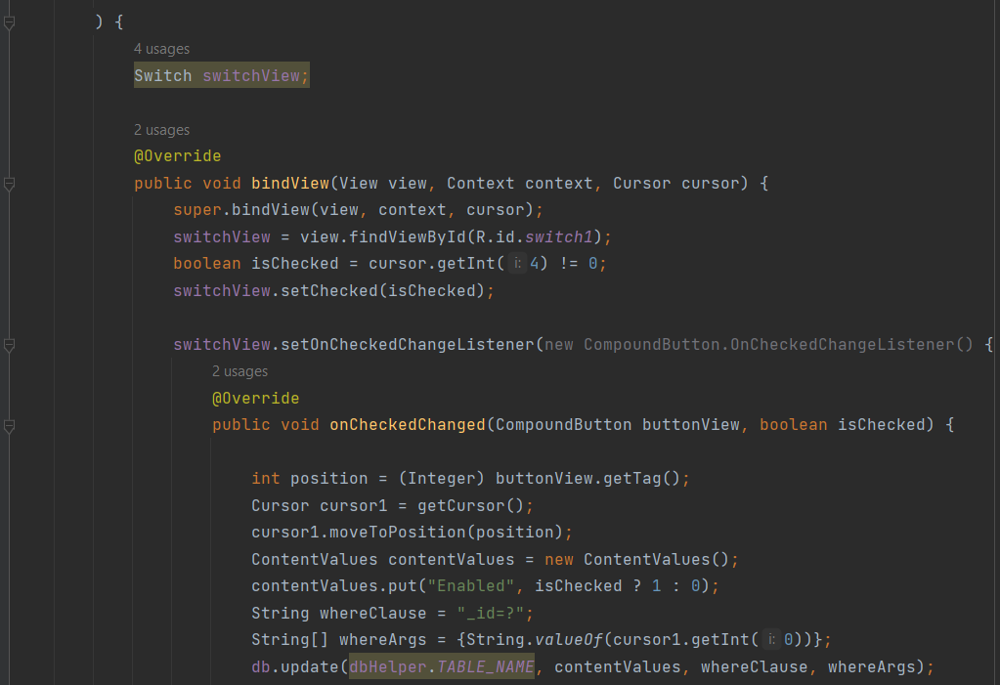 ) {
4 usages
Switch switchView;
2 usages
@Override
public void bindView(View view, Context context, Cursor cursor) {
super.bindView(view, context, cursor);
switchView = view.findViewById(R.id.switch1);
boolean isChecked = cursor.getInt( i: 4) != 0;
switchView.setChecked(isChecked);
switchView.setOnCheckedChangeListener(new CompoundButton.OnCheckedChangeListener() {
2 usages
@Override
public void onCheckedChanged(CompoundButton buttonView, boolean isChecked) {
int position = (Integer) buttonView.getTag();
Cursor cursor1 = getCursor();
cursor1.moveToPosition(position);
ContentValues contentValues = new ContentValues();
contentValues.put("Enabled", isChecked ? 1 : 0);
String whereClause = "_id=?";
String[] whereArgs = {String.valueOf(cursor1.getInt( i: 0))};
db.update(dbHelper.TABLE_NAME, contentValues, whereClause, whereArgs);